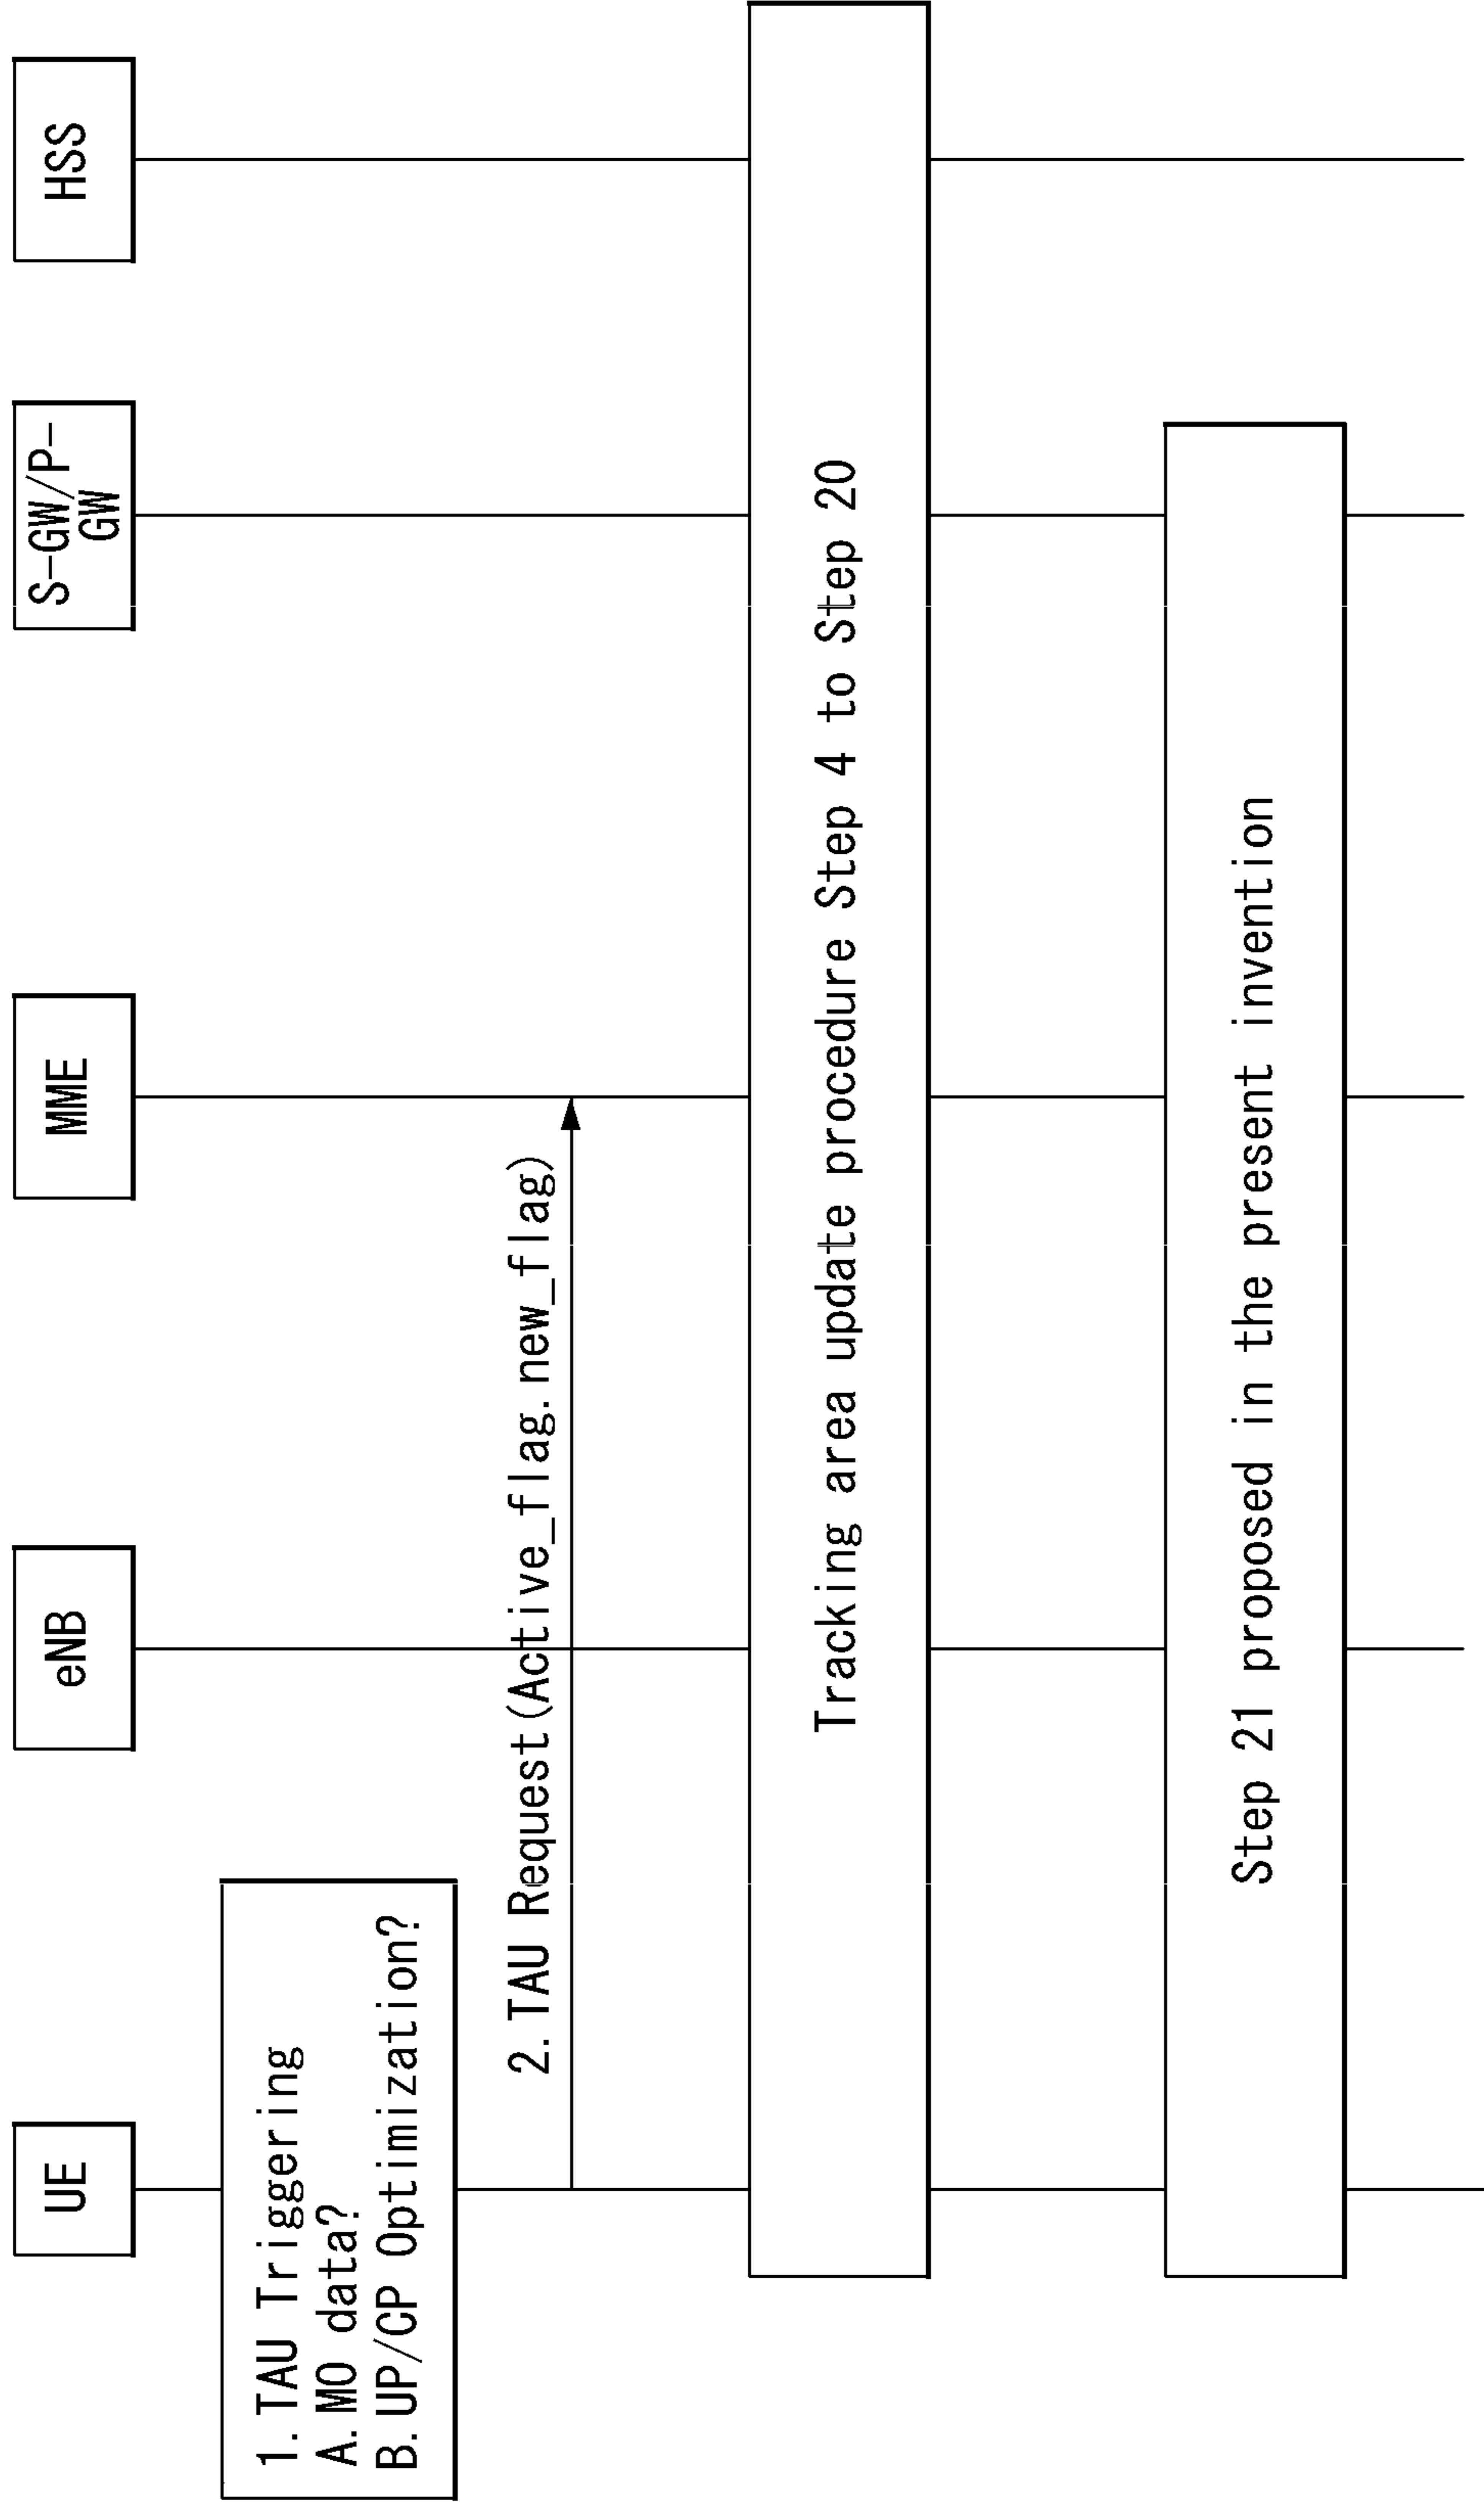 UE
eNB
MME
S-GW/P-
GW
HSS
1. TAU Triggering
A. MO data?
B. UP/CP Optimization?
2. TAU Request (Active_flag. new_flag)
Tracking area update procedure Step 4 to Step 20
Step 21 proposed in the present invention